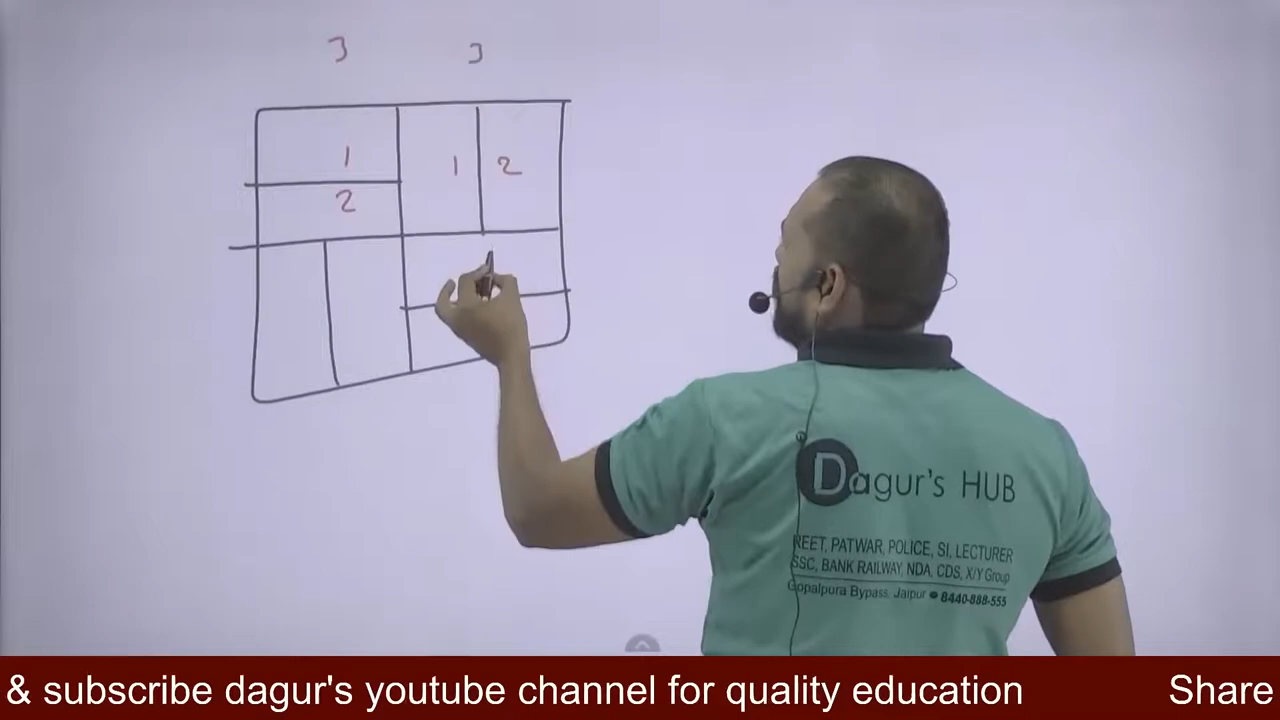 3 3
1 1 2
2
Dagur's HUB
REET, PATWAR, POLICE, SI, LECTURER
SSC, BANK RAILWAY, NDA, CDS, X/Y Group
Gopalpura Bypass, Jaipur ● 8440-888-555
& subscribe dagur's youtube channel for quality education Share